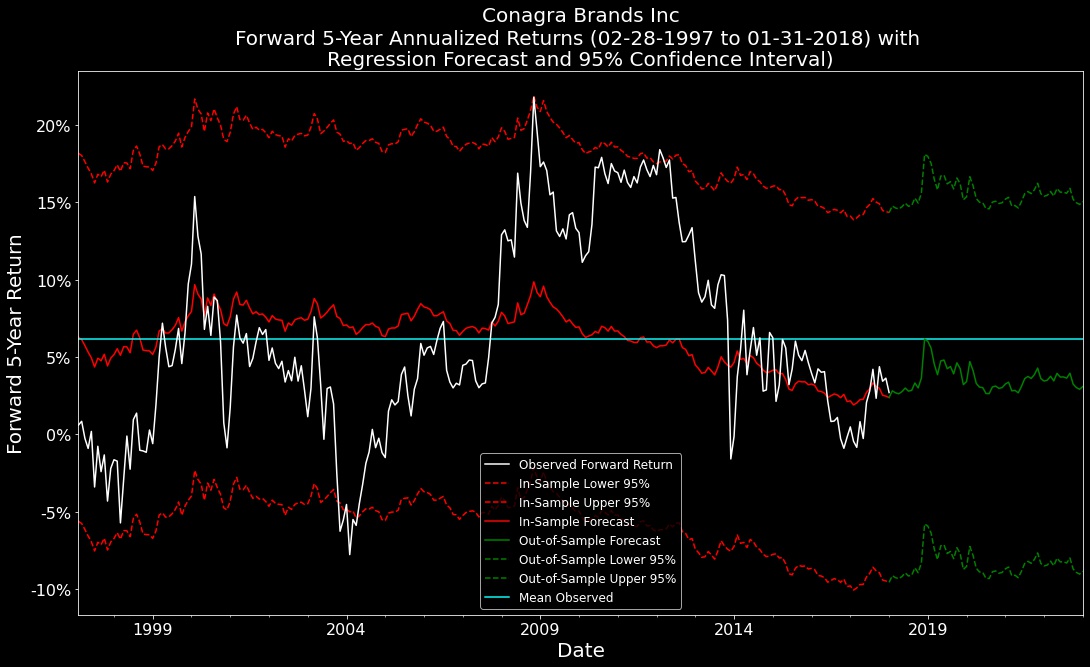 Conagra Brands Inc
Forward 5-Year Annualized Returns (02-28-1997 to 01-31-2018) with
Regression Forecast and 95% Confidence Interval)
Forward 5-Year Return
20%
15%
10%
5%
0%
-5%
-10%
Observed Forward Return
In-Sample Lower 95%
In-Sample Upper 95%
In-Sample Forecast
Out-of-Sample Forecast
Out-of-Sample Lower 95%
Out-of-Sample Upper 95%
Mean Observed
1999 2004 2009 2014 2019
Date